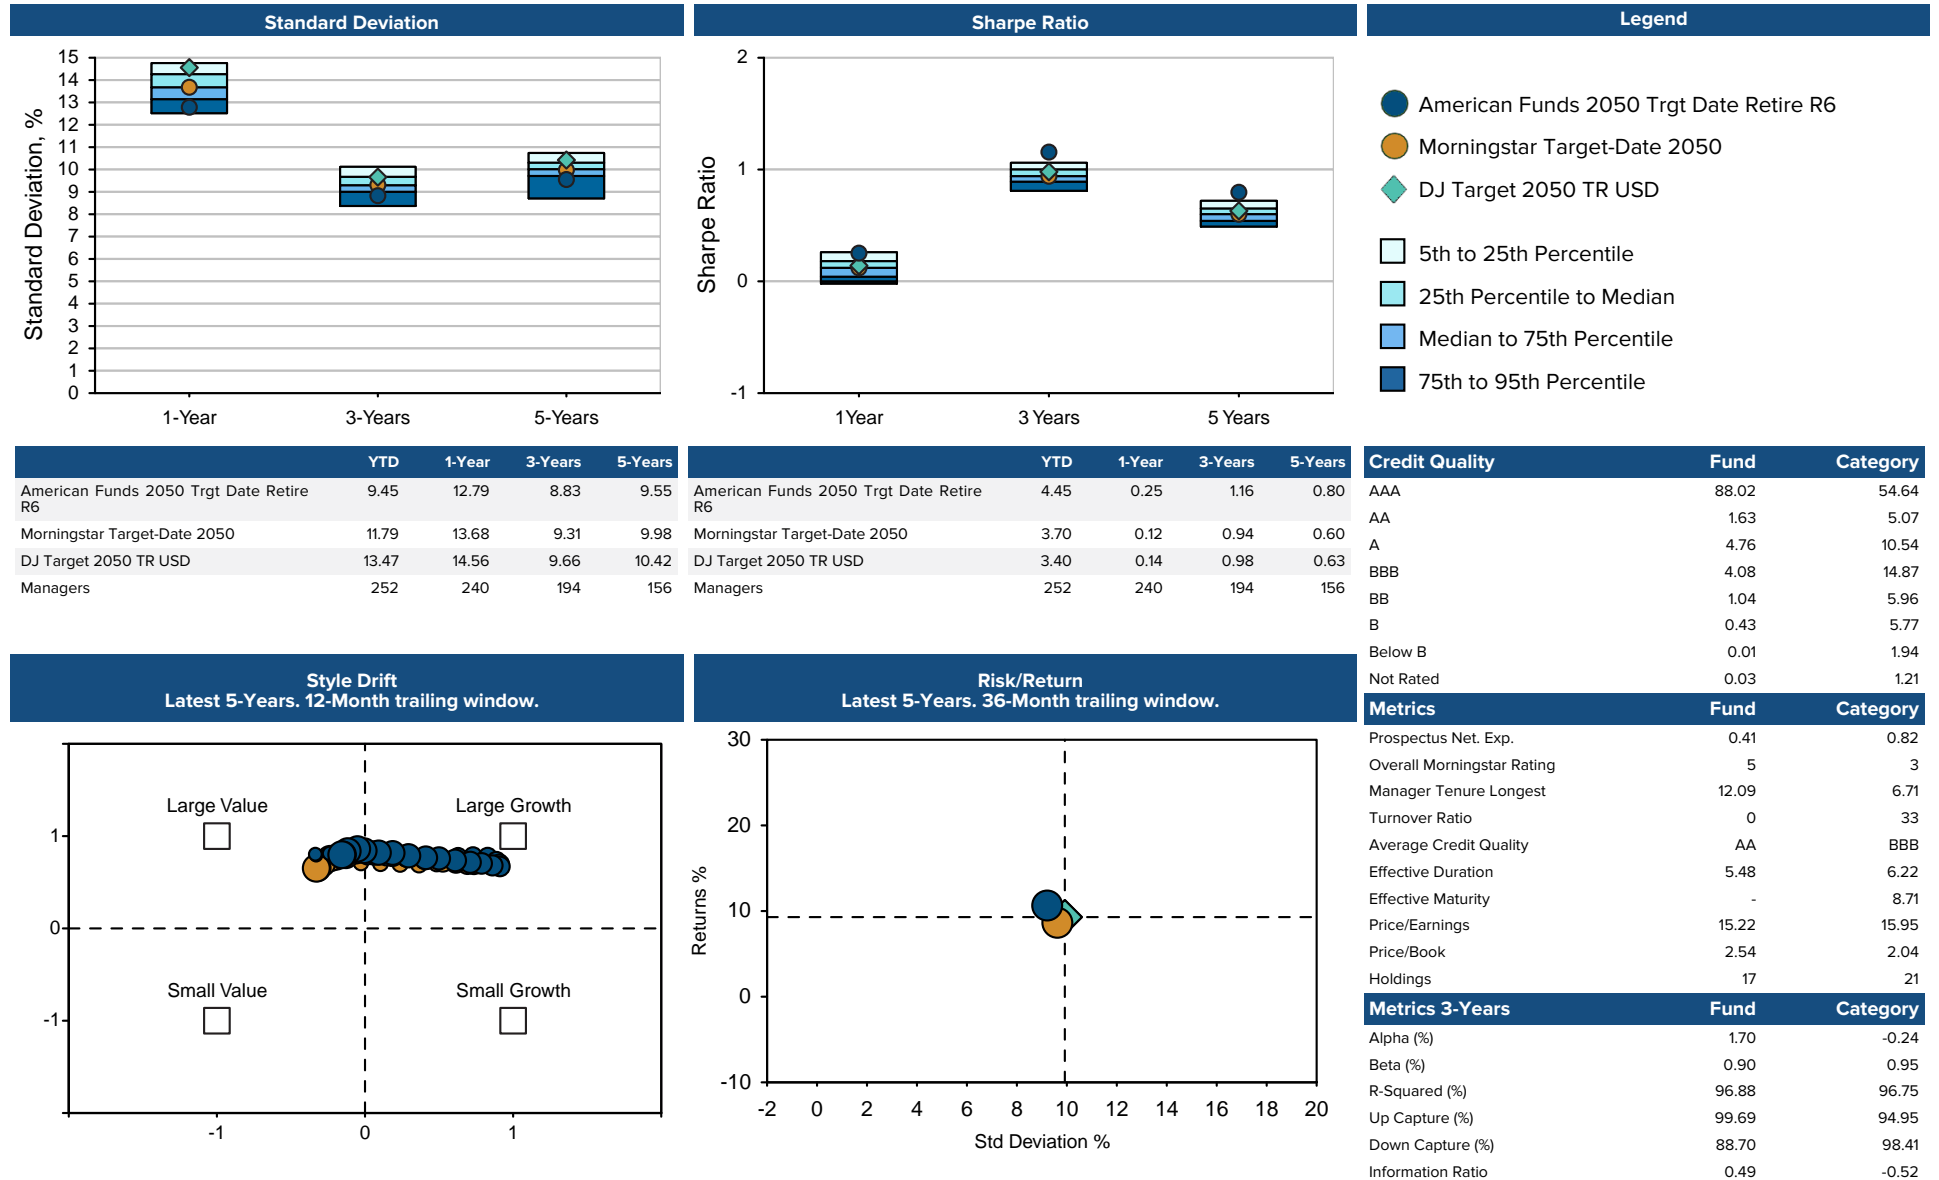 Standard Deviation
Standard Deviation, %
15
14
13
12
11
10
9
8
7
6
5
4
3
2
1
0
1-Year 3-Years 5-Years
Sharpe Ratio
Sharpe Ratio
2
1
0
-1
1 Year 3 Years 5 Years
Legend
American Funds 2050 Trgt Date Retire R6
Morningstar Target-Date 2050
DJ Target 2050 TR USD
5th to 25th Percentile
25th Percentile to Median
Median to 75th Percentile
75th to 95th Percentile
YTD 1-Year 3-Years 5-Years
American Funds 2050 Trgt Date Retire 9.45 12.79 8.83 9.55
R6
Morningstar Target-Date 2050 11.79 13.68 9.31 9.98
DJ Target 2050 TR USD 13.47 14.56 9.66 10.42
Managers 252 240 194 156
YTD 1-Year 3-Years 5-Years
American Funds 2050 Trgt Date Retire 4.45 0.25 1.16 0.80
R6
Morningstar Target-Date 2050 3.70 0.12 0.94 0.60
DJ Target 2050 TR USD 3.40 0.14 0.98 0.63
Managers 252 240 194 156
Credit Quality Fund Category
AAA 88.02 54.64
AA 1.63 5.07
A 4.76 10.54
BBB 4.08 14.87
BB 1.04 5.96
B 0.43 5.77
Below B 0.01 1.94
Not Rated 0.03 1.21
Metrics Fund Category
Prospectus Net. Exp. 0.41 0.82
Overall Morningstar Rating 5 3
Manager Tenure Longest 12.09 6.71
Turnover Ratio 0 33
Average Credit Quality AA BBB
Effective Duration 5.48 6.22
Effective Maturity - 8.71
Price/Earnings 15.22 15.95
Price/Book 2.54 2.04
Holdings 17 21
Metrics 3-Years Fund Category
Alpha (%) 1.70 -0.24
Beta (%) 0.90 0.95
R-Squared (%) 96.88 96.75
Up Capture (%) 99.69 94.95
Down Capture (%) 88.70 98.41
Information Ratio 0.49 -0.52
Style Drift
Latest 5-Years. 12-Month trailing window.
Large Value Large Growth
1
0
Small Value Small Growth
-1
-1 0 1
Risk/Return
Latest 5-Years. 36-Month trailing window.
Returns %
30
20
10
0
-10
-2 0 2 4 6 8 10 12 14 16 18 20
Std Deviation %